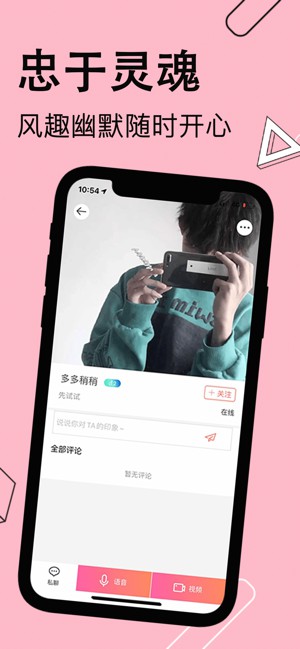 忠于灵魂
风趣幽默随时开心
10:54
多多稍稍
+ 关注
先试试
在线
说说你对TA的印象~
全部评论
暂无评论
私聊
语音
视频